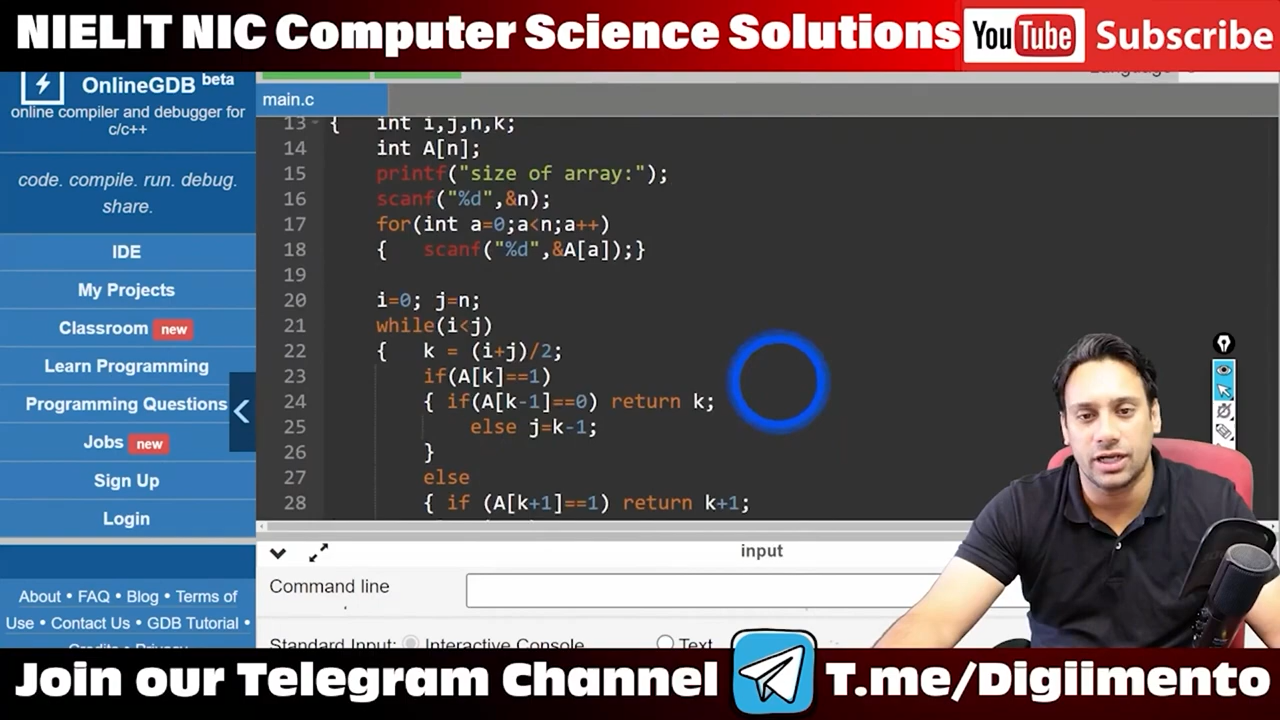 NIELIT NIC Computer Science Solutions
YouTube Subscribe
OnlineGDB beta
online compiler and debugger for
c/c++
code. compile. run. debug.
share.
IDE
My Projects
Classroom new
Learn Programming
Programming Questions
Jobs new
Sign Up
Login
About • FAQ • Blog • Terms of
Use • Contact Us • GDB Tutorial •
Credits • Privacy
Language
main.c
13 { int i,j,n,k;
14 int A[n];
15 printf("size of array:");
16 scanf("%d",&n);
17 for(int a=0;a<n;a++)
18 { scanf("%d",&A[a]);}
19
20 i=0; j=n;
21 while(i<j)
22 { k = (i+j)/2;
23 if(A[k]==1)
24 { if(A[k-1]==0) return k;
25 else j=k-1;
26 }
27 else
28 { if (A[k+1]==1) return k+1;
input
Command line
Standard Input: Interactive Console Text
Join our Telegram Channel T.me/Digiimento